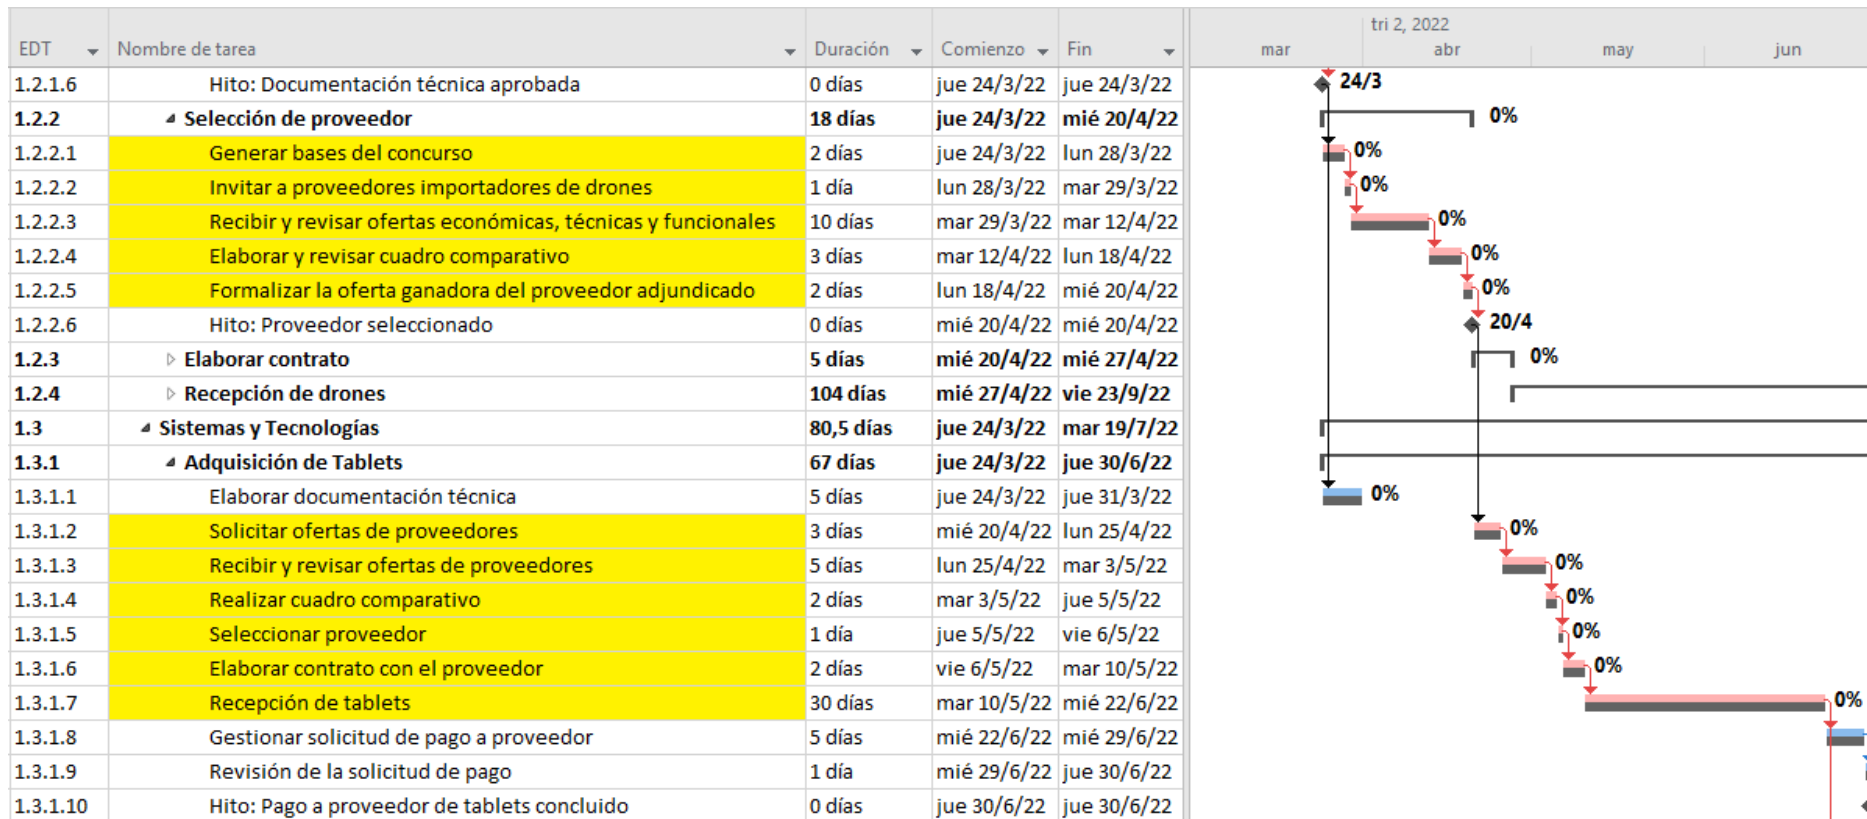 tri 2, 2022
EDT Nombre de tarea Duración Comienzo Fin mar abr may jun
1.2.1.6 Hito: Documentación técnica aprobada 0 días jue 24/3/22 jue 24/3/22 24/3
1.2.2 Selección de proveedor 18 días jue 24/3/22 mié 20/4/22 0%
1.2.2.1 Generar bases del concurso 2 días jue 24/3/22 lun 28/3/22 0%
1.2.2.2 Invitar a proveedores importadores de drones 1 día lun 28/3/22 mar 29/3/22 0%
1.2.2.3 Recibir y revisar ofertas económicas, técnicas y funcionales 10 días mar 29/3/22 mar 12/4/22 0%
1.2.2.4 Elaborar y revisar cuadro comparativo 3 días mar 12/4/22 lun 18/4/22 0%
1.2.2.5 Formalizar la oferta ganadora del proveedor adjundicado 2 días lun 18/4/22 mié 20/4/22 0%
1.2.2.6 Hito: Proveedor seleccionado 0 días mié 20/4/22 mié 20/4/22 20/4
1.2.3 Elaborar contrato 5 días mié 20/4/22 mié 27/4/22 0%
1.2.4 Recepción de drones 104 días mié 27/4/22 vie 23/9/22
1.3 Sistemas y Tecnologías 80,5 días jue 24/3/22 mar 19/7/22
1.3.1 Adquisición de Tablets 67 días jue 24/3/22 jue 30/6/22
1.3.1.1 Elaborar documentación técnica 5 días jue 24/3/22 jue 31/3/22 0%
1.3.1.2 Solicitar ofertas de proveedores 3 días mié 20/4/22 lun 25/4/22 0%
1.3.1.3 Recibir y revisar ofertas de proveedores 5 días lun 25/4/22 mar 3/5/22 0%
1.3.1.4 Realizar cuadro comparativo 2 días mar 3/5/22 jue 5/5/22 0%
1.3.1.5 Seleccionar proveedor 1 día jue 5/5/22 vie 6/5/22 0%
1.3.1.6 Elaborar contrato con el proveedor 2 días vie 6/5/22 mar 10/5/22 0%
1.3.1.7 Recepción de tablets 30 días mar 10/5/22 mié 22/6/22 0%
1.3.1.8 Gestionar solicitud de pago a proveedor 5 días mié 22/6/22 mié 29/6/22
1.3.1.9 Revisión de la solicitud de pago 1 día mié 29/6/22 jue 30/6/22
1.3.1.10 Hito: Pago a proveedor de tablets concluido 0 días jue 30/6/22 jue 30/6/22